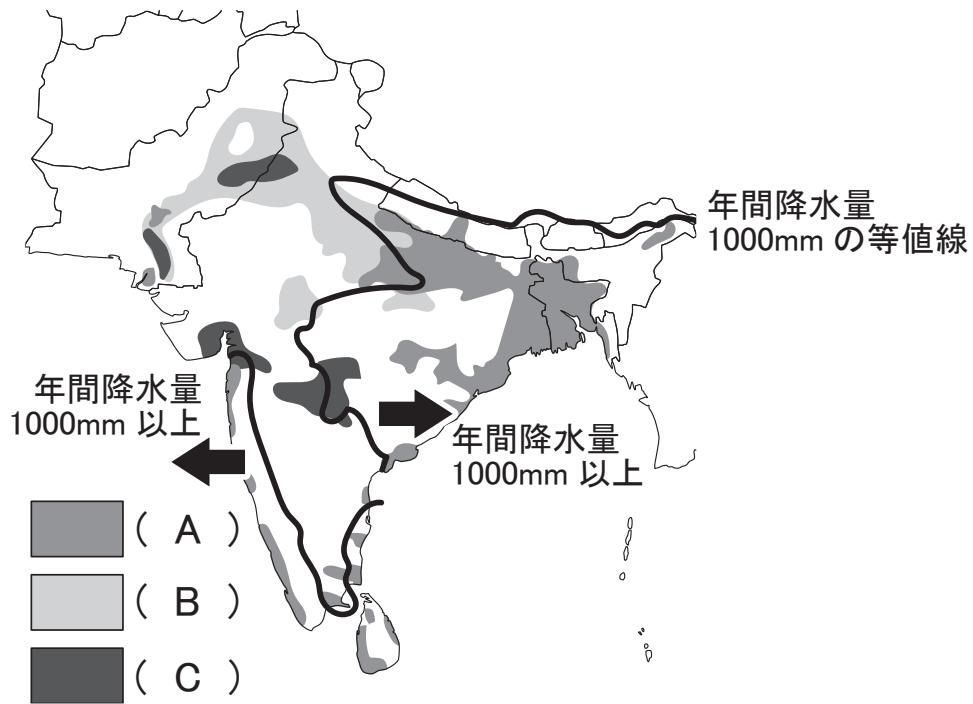 年間降水量
1000mm の等値線
年間降水量
1000mm 以上
年間降水量
1000mm 以上
( A )
( B )
( C )